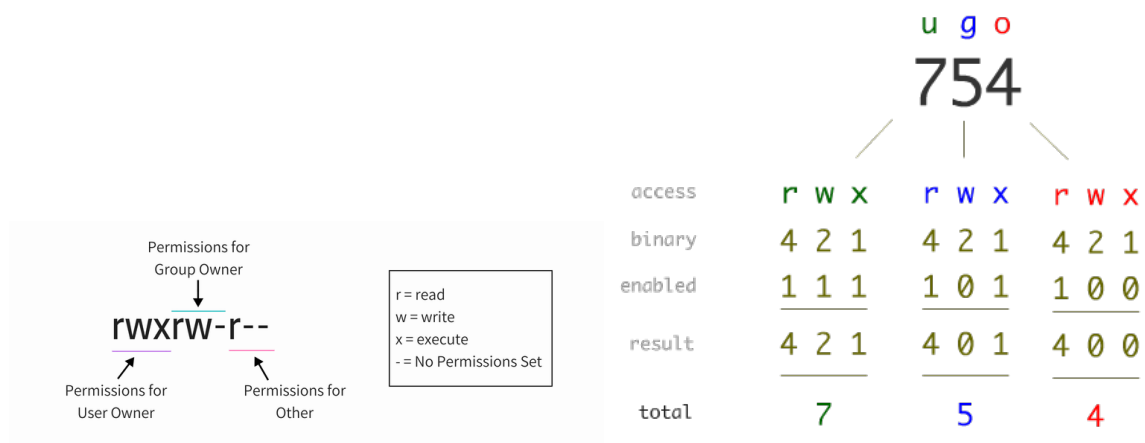 Permissions for
Group Owner
rwxrw-r--
Permissions for
User Owner
Permissions for
Other
r = read
w = write
x = execute
- = No Permissions Set
u g o
754
access r w x r w x r w x
binary 4 2 1 4 2 1 4 2 1
enabled 1 1 1 1 0 1 1 0 0
result 4 2 1 4 0 1 4 0 0
total 7 5 4